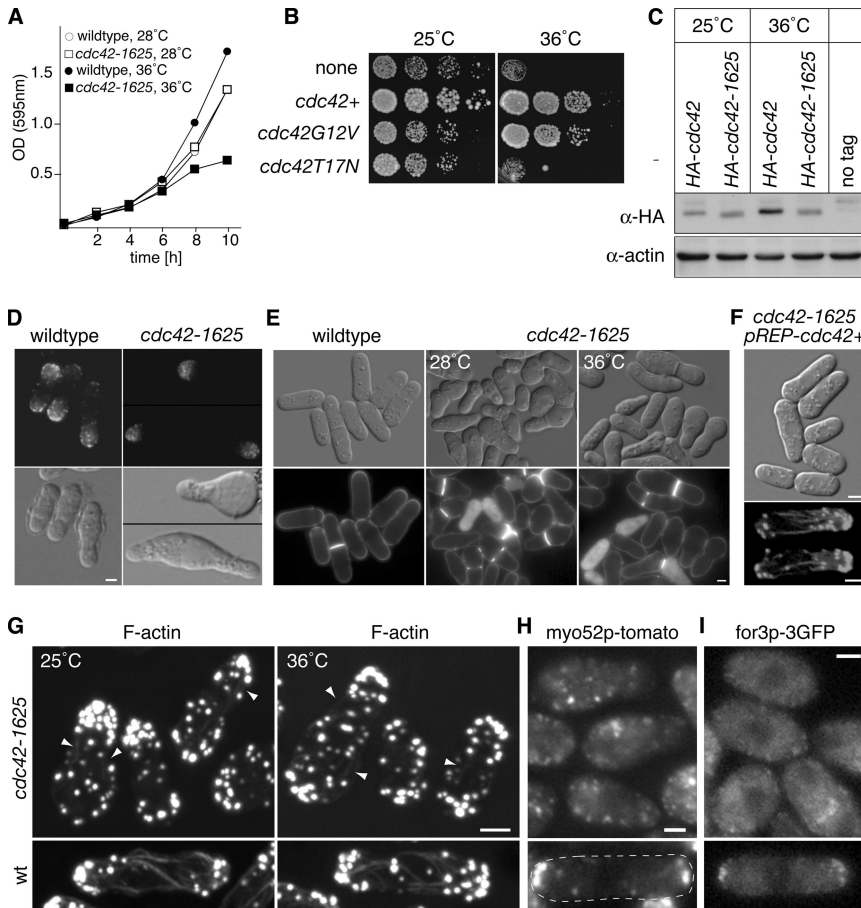 A
wildtype, 28˚C
cdc42-1625, 28˚C
wildtype, 36˚C
cdc42-1625, 36˚C
OD (595nm)
1.5
1.0
0.5
2 4 6 8 10
time [h]
B
25˚C 36˚C
none
cdc42+
cdc42G12V
cdc42T17N
C
25˚C 36˚C
HA-cdc42
HA-cdc42-1625
HA-cdc42
HA-cdc42-1625
no tag
-
α-HA
α-actin
D
wildtype cdc42-1625
E
wildtype cdc42-1625
28˚C 36˚C
F
cdc42-1625
pREP-cdc42+
G
F-actin F-actin
25˚C 36˚C
cdc42-1625
wt
H
myo52p-tomato
I
for3p-3GFP